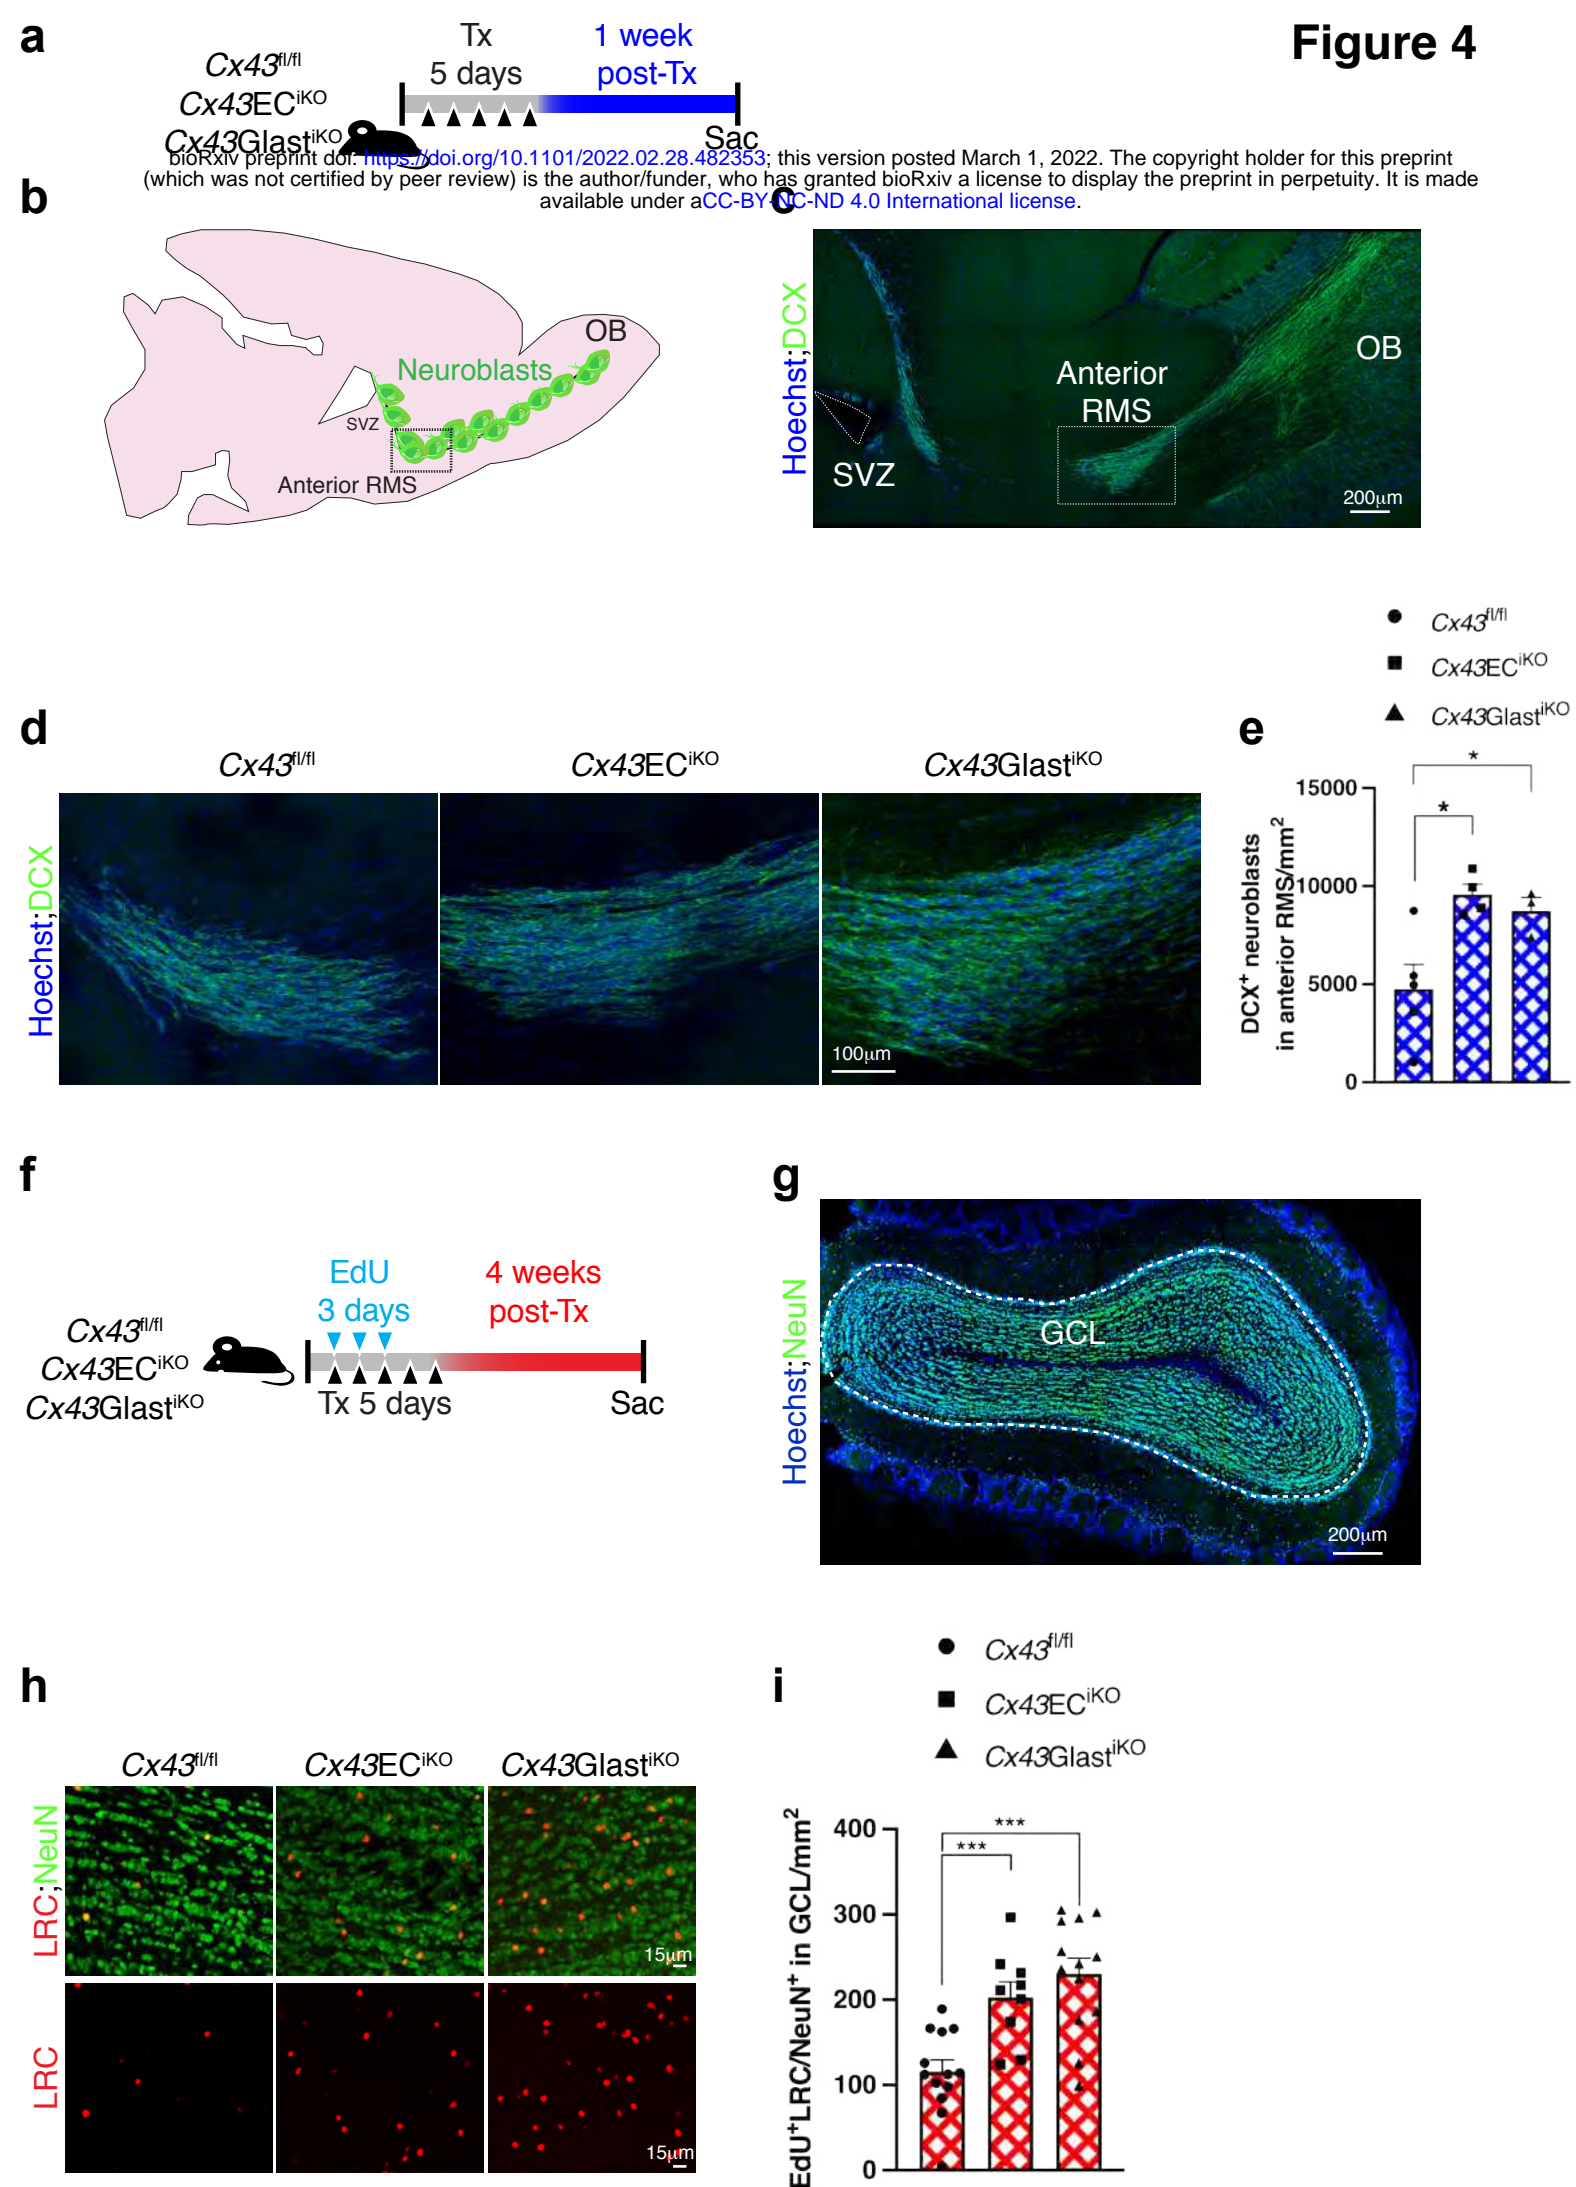 a
Figure 4
Cx43fl/fl
Cx43ECiKO
Cx43GlastiKO
Tx
5 days
1 week
post-Tx
Sac
bioRxiv preprint doi: https://doi.org/10.1101/2022.02.28.482353; this version posted March 1, 2022. The copyright holder for this preprint
(which was not certified by peer review) is the author/funder, who has granted bioRxiv a license to display the preprint in perpetuity. It is made
available under aCC-BY-NC-ND 4.0 International license.
b
OB
Neuroblasts
SVZ
Anterior RMS
c
Hoechst;DCX
Anterior
RMS
OB
SVZ
200μm
d
Cx43fl/fl
Cx43ECiKO
Cx43GlastiKO
Hoechst;DCX
100μm
e
Cx43fl/fl
Cx43ECiKO
Cx43GlastiKO
*
*
DCX+ neuroblasts
in anterior RMS/mm2
15000
10000
5000
0
f
Cx43fl/fl
Cx43ECiKO
Cx43GlastiKO
EdU
3 days
4 weeks
post-Tx
Tx 5 days
Sac
g
Hoechst;NeuN
GCL
200μm
h
Cx43fl/fl
Cx43ECiKO
Cx43GlastiKO
LRC;NeuN
15μm
LRC
15μm
i
Cx43fl/fl
Cx43ECiKO
Cx43GlastiKO
***
***
EdU+LRC/NeuN+ in GCL/mm2
400
300
200
100
0